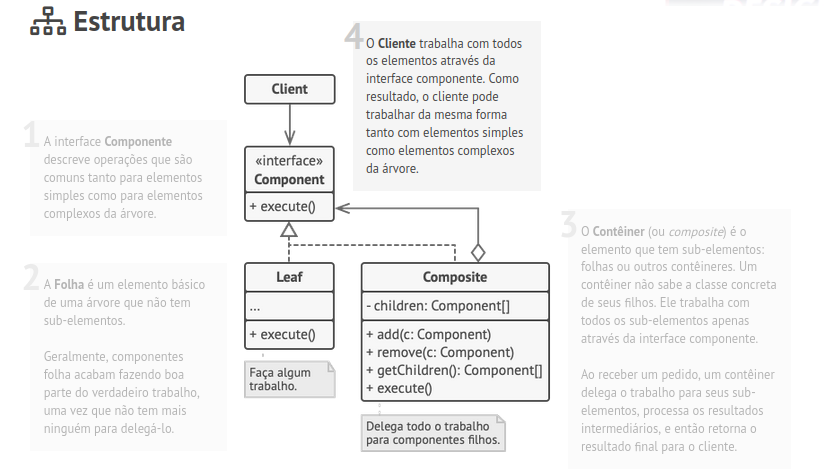 Estrutura
1
A interface Componente
descreve operações que são
comuns tanto para elementos
simples como para elementos
complexos da árvore.
2
A Folha é um elemento básico
de uma árvore que não tem
sub-elementos.
Geralmente, componentes
folha acabam fazendo boa
parte do verdadeiro trabalho,
uma vez que não tem mais
ninguém para delegá-lo.
Client
«interface»
Component
+ execute()
Leaf
...
+ execute()
Faça algum
trabalho.
Composite
- children: Component[]
+ add(c: Component)
+ remove(c: Component)
+ getChildren(): Component[]
+ execute()
Delega todo o trabalho
para componentes filhos.
4
O Cliente trabalha com todos
os elementos através da
interface componente. Como
resultado, o cliente pode
trabalhar da mesma forma
tanto com elementos simples
como elementos complexos
da árvore.
3
O Contêiner (ou composite) é o
elemento que tem sub-elementos:
folhas ou outros contêineres. Um
contêiner não sabe a classe concreta
de seus filhos. Ele trabalha com
todos os sub-elementos apenas
através da interface componente.
Ao receber um pedido, um contêiner
delega o trabalho para seus sub-
elementos, processa os resultados
intermediários, e então retorna o
resultado final para o cliente.